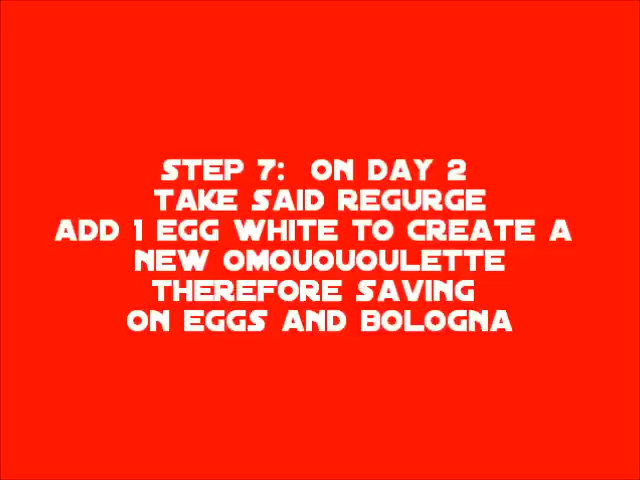 STEP 7: ON DAY 2
TAKE SAID REGURGE
ADD 1 EGG WHITE TO CREATE A
NEW OMOUOUOULETTE
THEREFORE SAVING
ON EGGS AND BOLOGNA